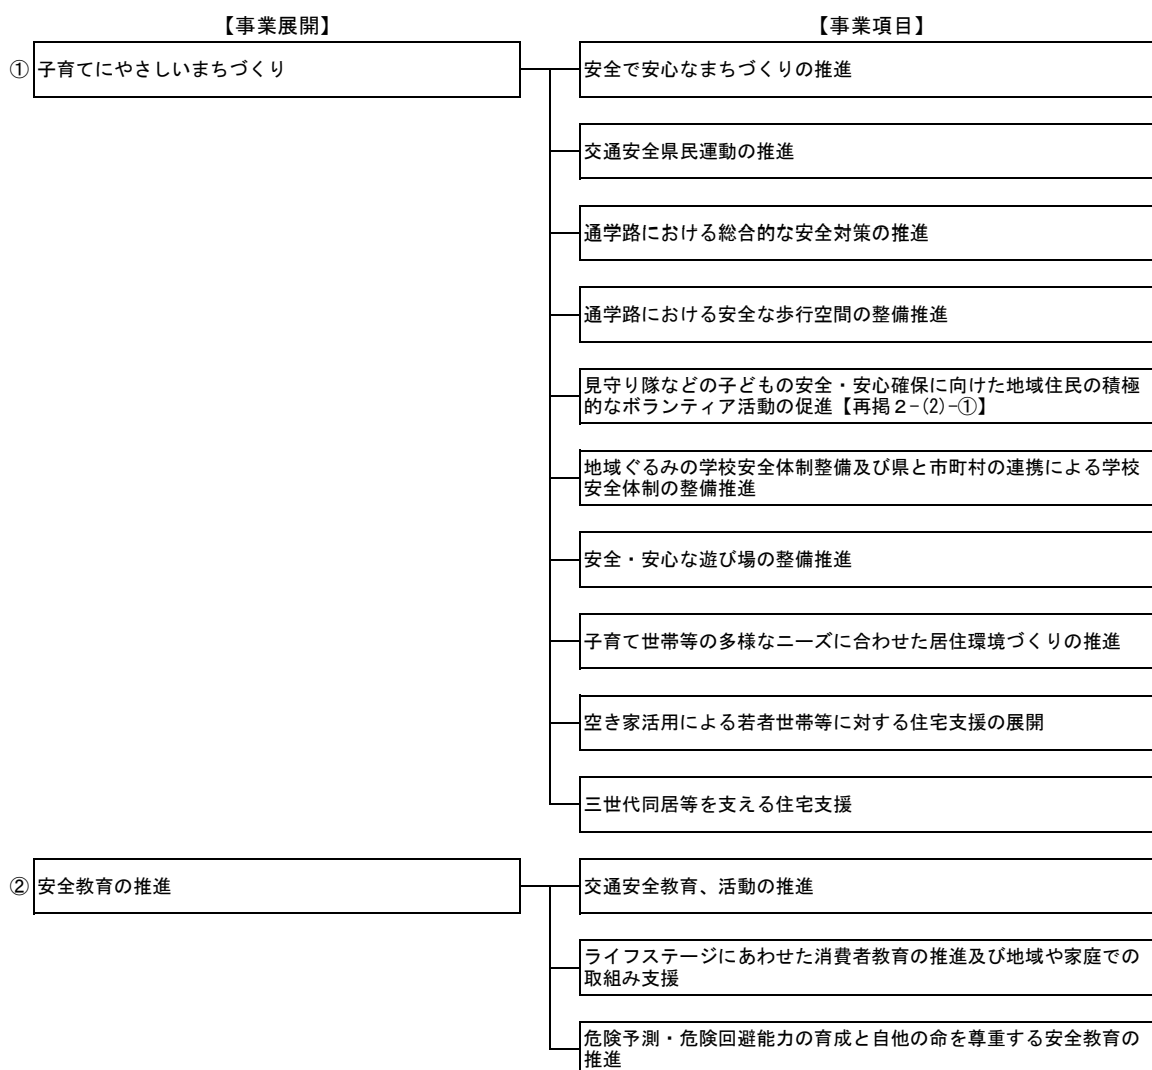 【事業展開】 【事業項目】
① 子育てにやさしいまちづくり
安全で安心なまちづくりの推進
交通安全県民運動の推進
通学路における総合的な安全対策の推進
通学路における安全な歩行空間の整備推進
見守り隊などの子どもの安全・安心確保に向けた地域住民の積極
的なボランティア活動の促進【再掲２-(2)-①】
地域ぐるみの学校安全体制整備及び県と市町村の連携による学校
安全体制の整備推進
安全・安心な遊び場の整備推進
子育て世帯等の多様なニーズに合わせた居住環境づくりの推進
空き家活用による若者世帯等に対する住宅支援の展開
三世代同居等を支える住宅支援
② 安全教育の推進
交通安全教育、活動の推進
ライフステージにあわせた消費者教育の推進及び地域や家庭での
取組み支援
危険予測・危険回避能力の育成と自他の命を尊重する安全教育の
推進